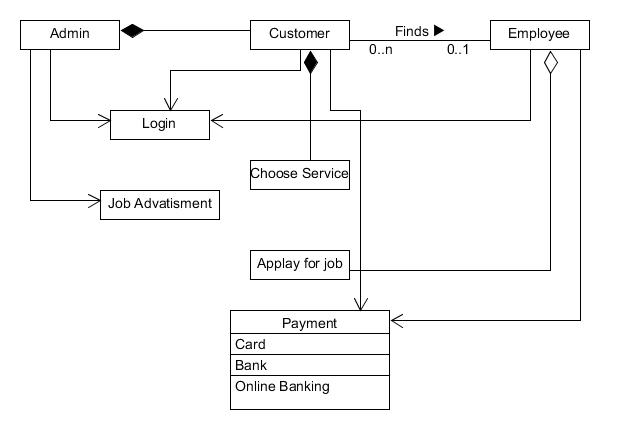 Admin
Customer
Finds
Employee
0..n
0..1
Login
Choose Service
Job Advatisment
Applay for job
Payment
Card
Bank
Online Banking